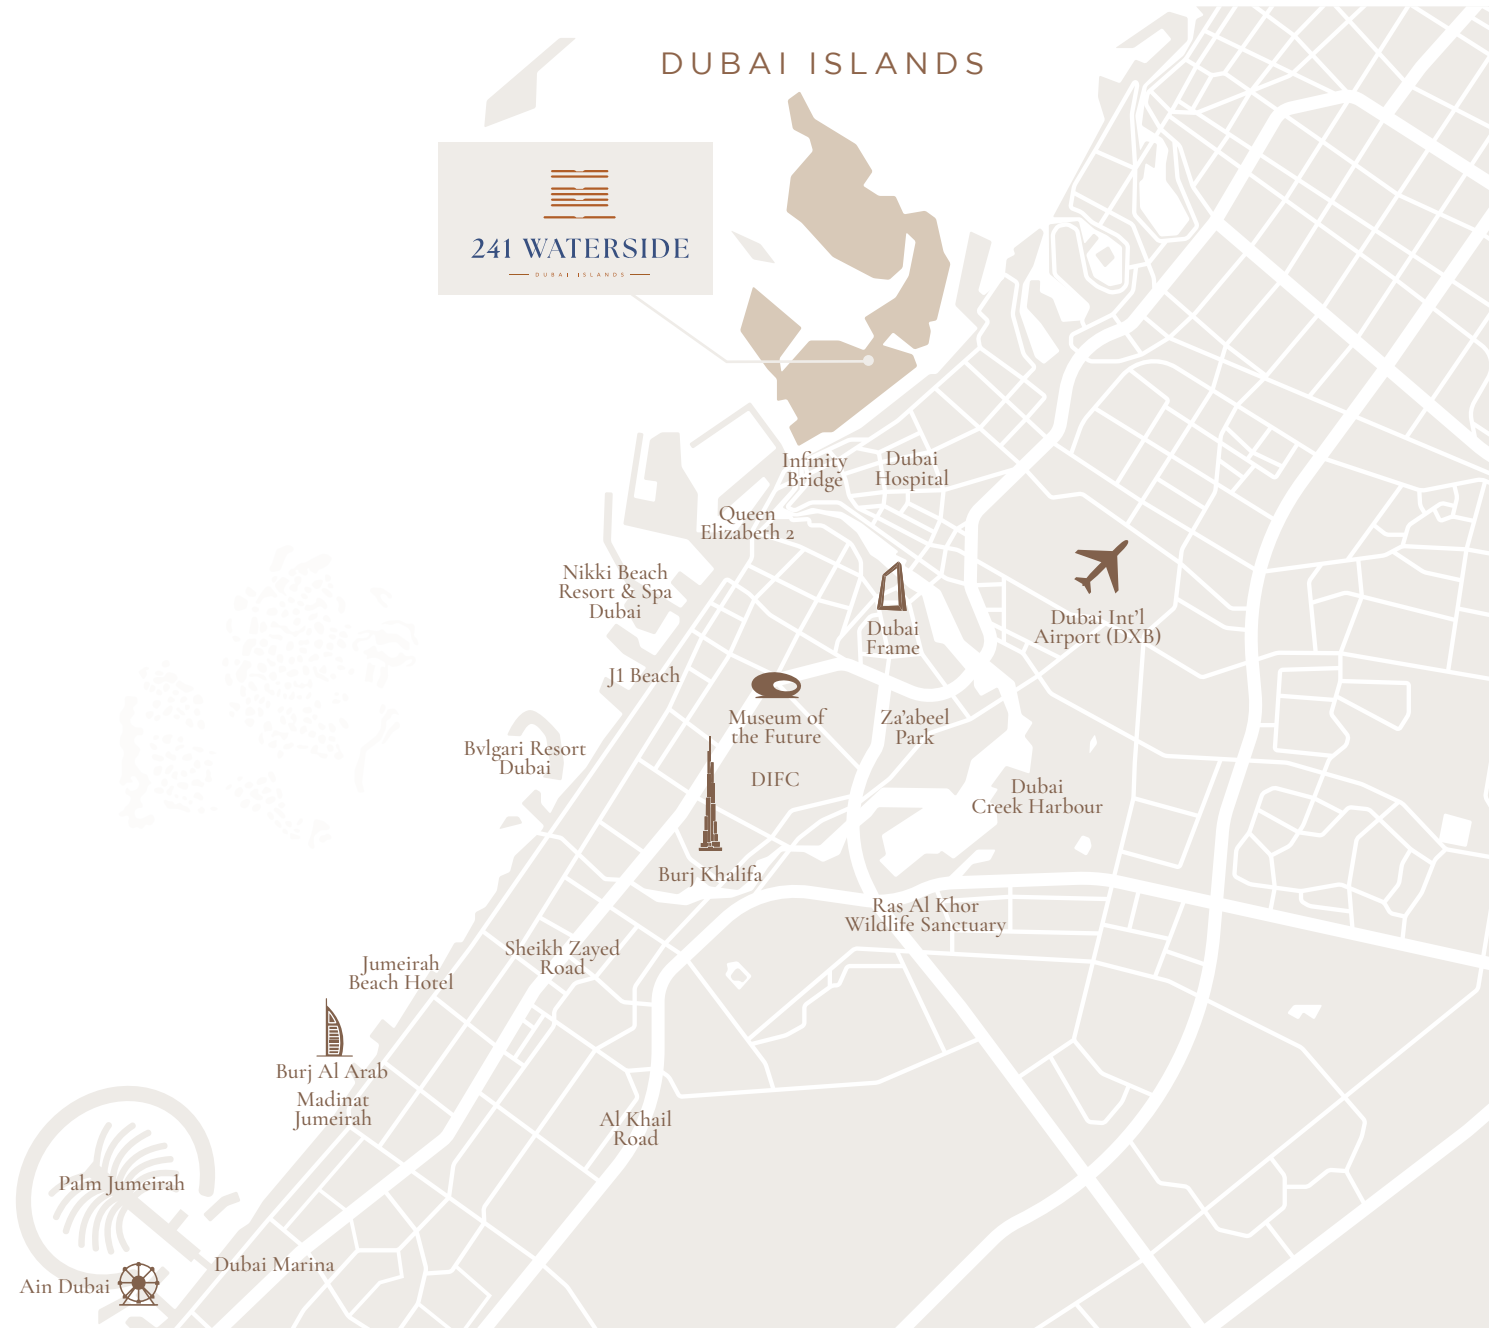 DUBAI ISLANDS
241 WATERSIDE
DUBAI ISLANDS
Infinity
Bridge
Dubai
Hospital
Queen
Elizabeth 2
Nikki Beach
Resort & Spa
Dubai
Dubai Int'l
Airport (DXB)
Dubai
Frame
J1 Beach
Museum of
the Future
Za'abeel
Park
Bvlgari Resort
Dubai
DIFC
Dubai
Creek Harbour
Burj Khalifa
Ras Al Khor
Wildlife Sanctuary
Sheikh Zayed
Road
Jumeirah
Beach Hotel
Burj Al Arab
Madinat
Jumeirah
Al Khail
Road
Palm Jumeirah
Dubai Marina
Ain Dubai